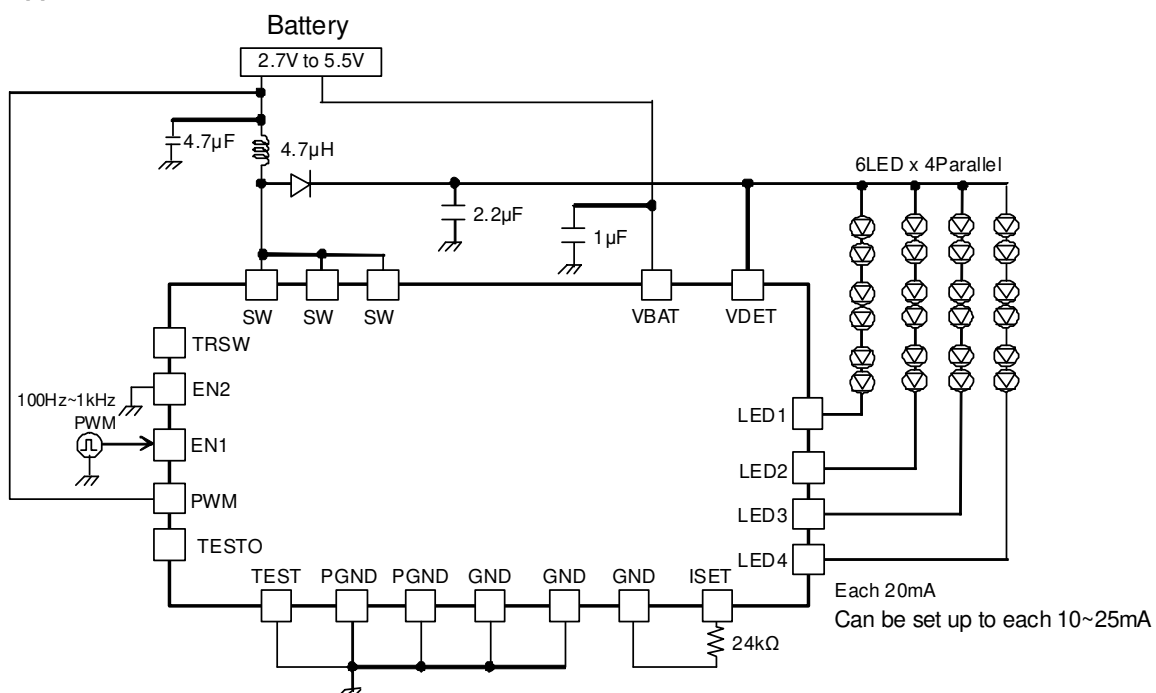 Battery
2.7V to 5.5V
4.7µF
4.7µH
6LED x 4Parallel
2.2µF
1µF
SW
SW
SW
VBAT
VDET
TRSW
EN2
100Hz~1kHz
PWM
EN1
PWM
TESTO
LED1
LED2
LED3
LED4
TEST
PGND
PGND
GND
GND
GND
ISET
24kΩ
Each 20mA
Can be set up to each 10~25mA